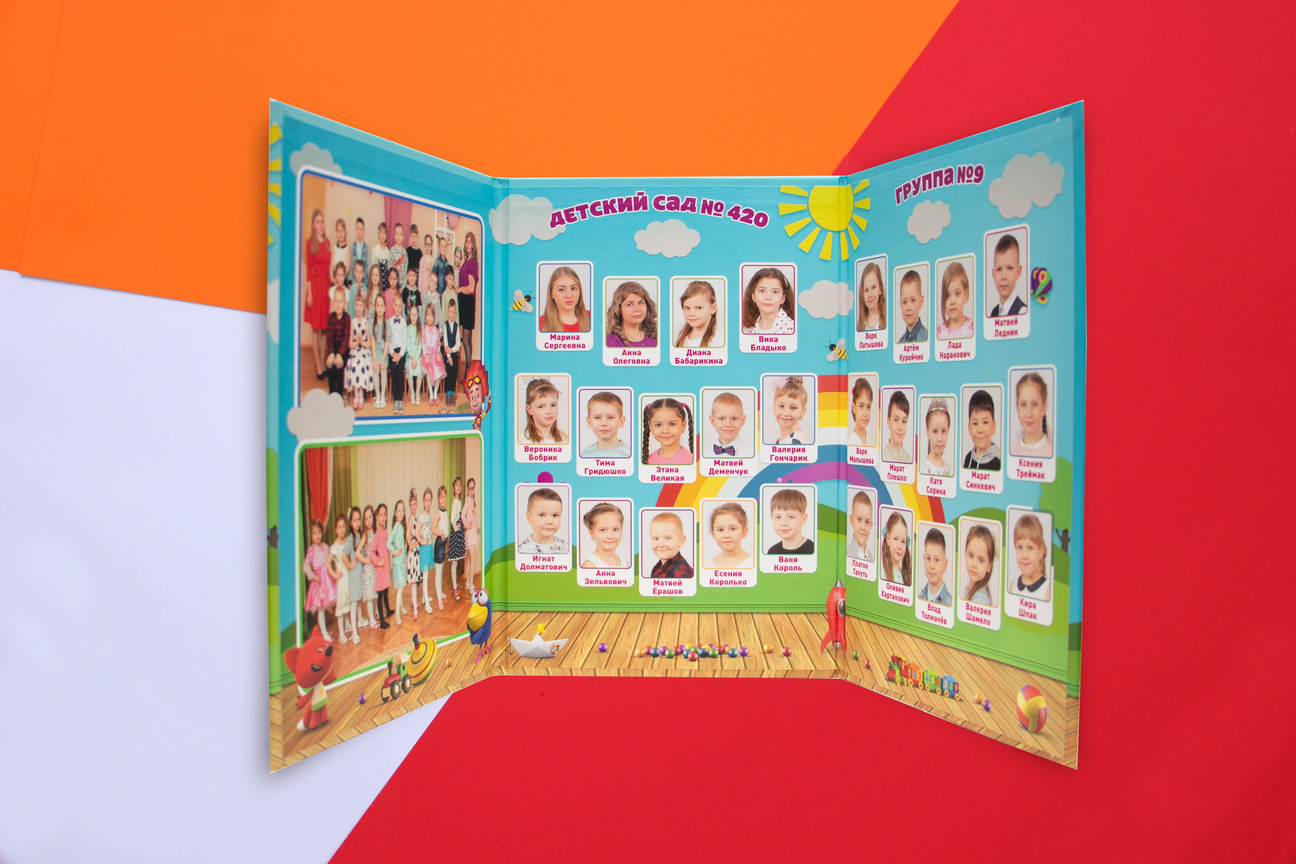 ДЕТСКИЙ САД № 420
ГРУППА №9
Марина
Сергеевна
Анна
Олеговна
Диана
Бабарикина
Вика
Бладыко
Варя
Латышева
Артём
Курейчик
Лада
Наранович
Матвей
Ледник
Вероника
Бобрик
Тима
Гридюшко
Этана
Великая
Матвей
Деменчук
Валерия
Гончарик
Варя
Малышева
Марат
Плешко
Катя
Сорина
Марат
Синкевич
Ксения
Треймак
Игнат
Долматович
Анна
Зельвович
Матвей
Ерашов
Есения
Королько
Ваня
Король
Платон
Тапуть
Оливия
Хартанович
Влад
Толмачёв
Валерия
Шамело
Кира
Шпак